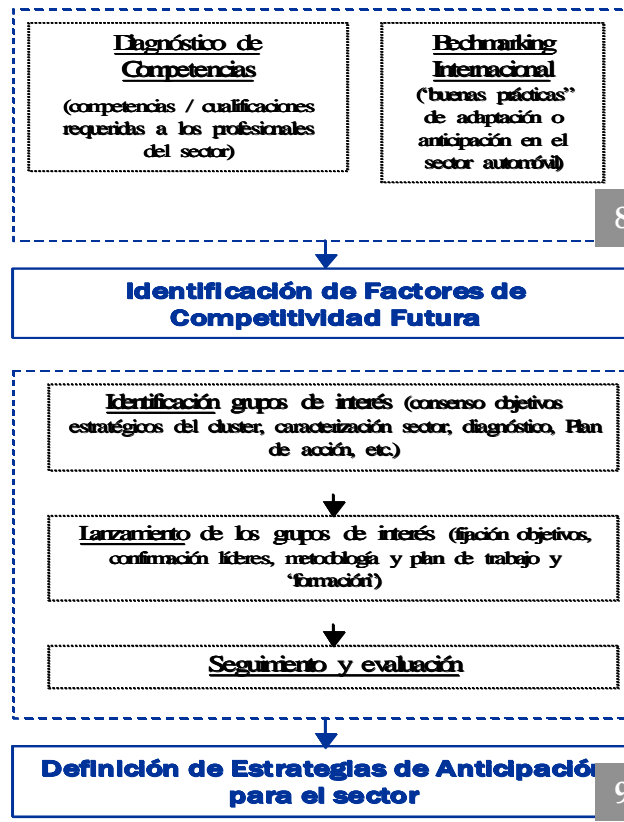 Diagnóstico de
Competencias
(competencias / cualificaciones
requeridas a los profesionales
del sector)
Bechmarking
Internacional
("buenas prácticas"
de adaptación o
anticipación en el
sector automóvil)
8
Identificación de Factores de
Competitividad Futura
Identificación grupos de interés (consenso objetivos
estratégicos del cluster, caracterización sector, diagnóstico, Plan
de acción, etc.)
Lanzamiento de los grupos de interés (fijación objetivos,
confirmación líderes, metodología y plan de trabajo y
"formación")
Seguimiento y evaluación
Definición de Estrategias de Anticipación
para el sector
9